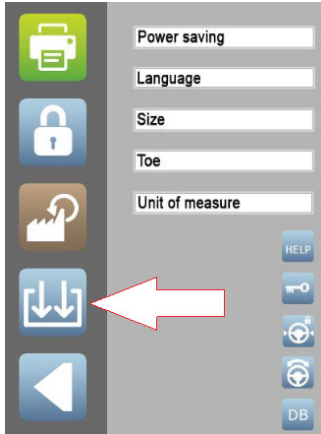 Power saving
Language
Size
Toe
Unit of measure
HELP
DB